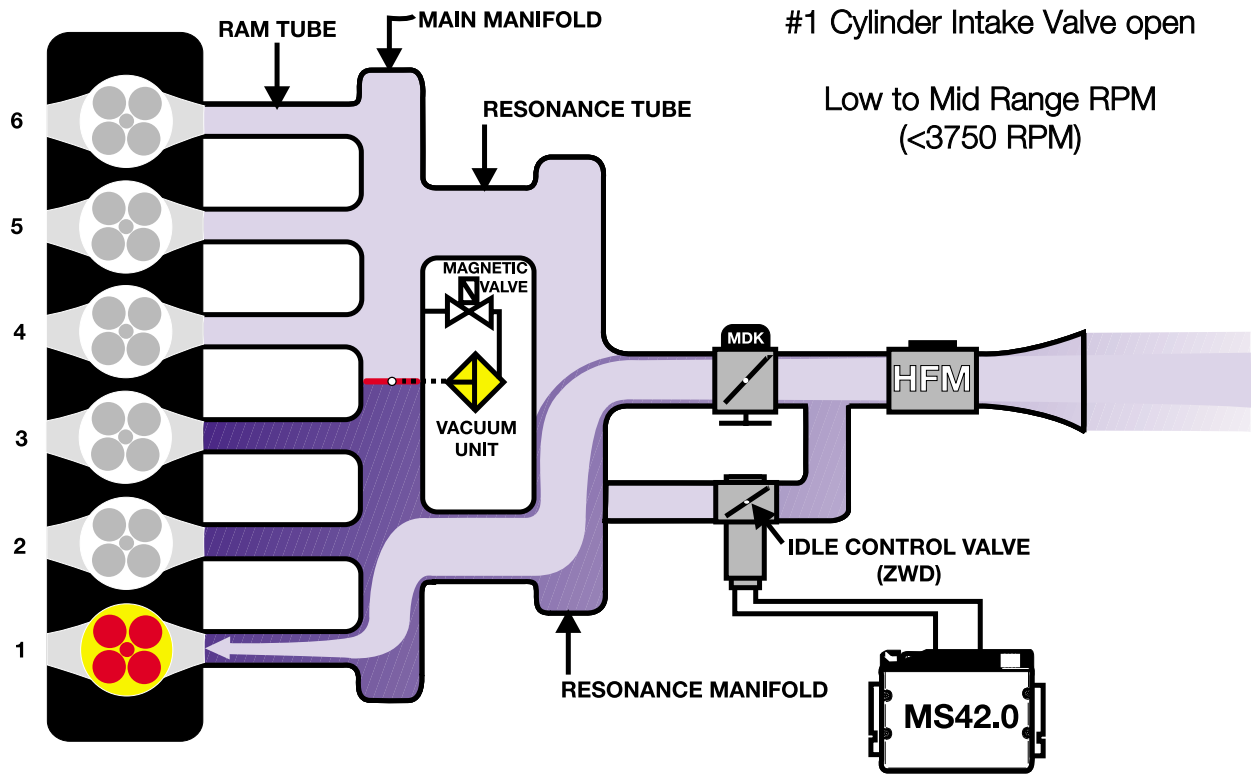 #1 Cylinder Intake Valve open
Low to Mid Range RPM
(<3750 RPM)
MAIN MANIFOLD
RAM TUBE
RESONANCE TUBE
6
5
4
3
2
1
MAGNETIC
VALVE
VACUUM
UNIT
MDK
HFM
IDLE CONTROL VALVE
(ZWD)
RESONANCE MANIFOLD
MS42.0